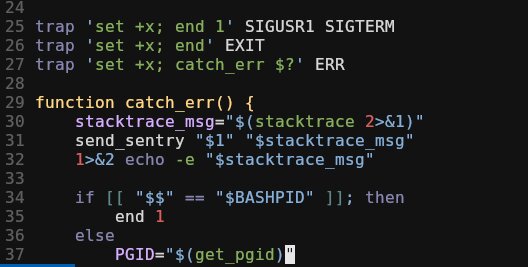 24
25 trap 'set +x; end 1' SIGUSR1 SIGTERM
26 trap 'set +x; end' EXIT
27 trap 'set +x; catch_err $?' ERR
28
29 function catch_err() {
30     stacktrace_msg="$(stacktrace 2>&1)"
31     send_sentry "$1" "$stacktrace_msg"
32     1>&2 echo -e "$stacktrace_msg"
33
34     if [[ "$$" == "$BASHPID" ]]; then
35         end 1
36     else
37         PGID="$(get_pgid)"